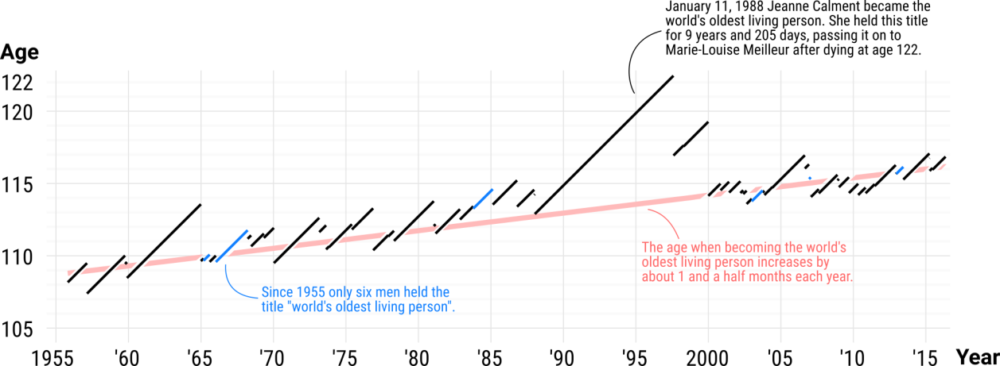 January 11, 1988 Jeanne Calment became the
world's oldest living person. She held this title
for 9 years and 205 days, passing it on to
Marie-Louise Meilleur after dying at age 122.
Age
122
120
115
110
105
The age when becoming the world's
oldest living person increases by
about 1 and a half months each year.
Since 1955 only six men held the
title "world's oldest living person".
1955 '60 '65 '70 '75 '80 '85 '90 '95 2000 '05 '10 '15 Year